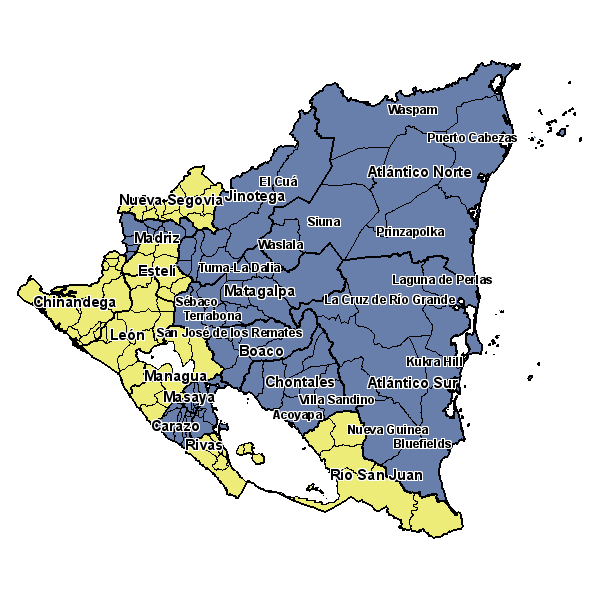 Waspam
Puerto Cabezas
Atlántico Norte
El Cuá
Nueva Segovia
Jinotega
Siuna
Prinzapolka
Madriz
Waslala
Estelí
Tuma-La Dalia
Laguna de Perlas
Matagalpa
Chinandega
Sébaco
La Cruz de Río Grande
Terrabona
León
San José de los Remates
Boaco
Kukra Hill
Managua
Chontales
Atlántico Sur
Masaya
Villa Sandino
Acoyapa
Carazo
Nueva Guinea
Rivas
Bluefields
Río San Juan